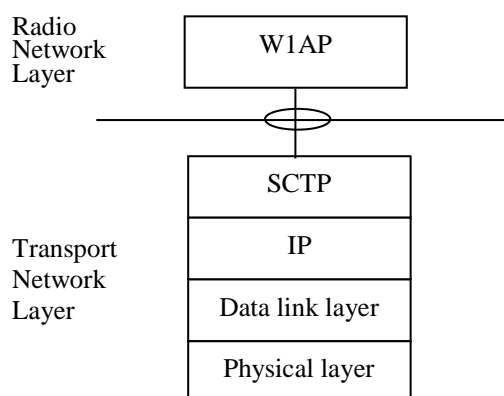 Radio
Network
Layer
W1AP
SCTP
IP
Transport
Network
Layer
Data link layer
Physical layer